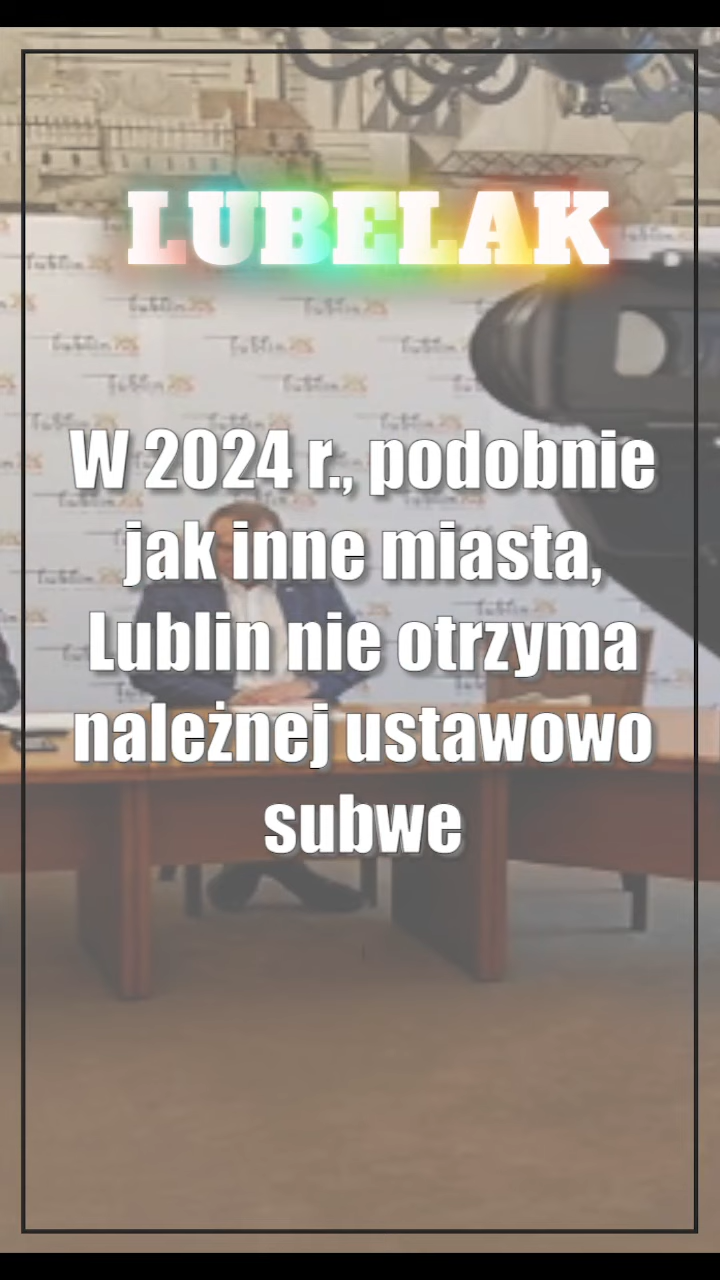 LUBELAK
W 2024 r., podobnie
jak inne miasta,
Lublin nie otrzyma
należnej ustawowo
subwe